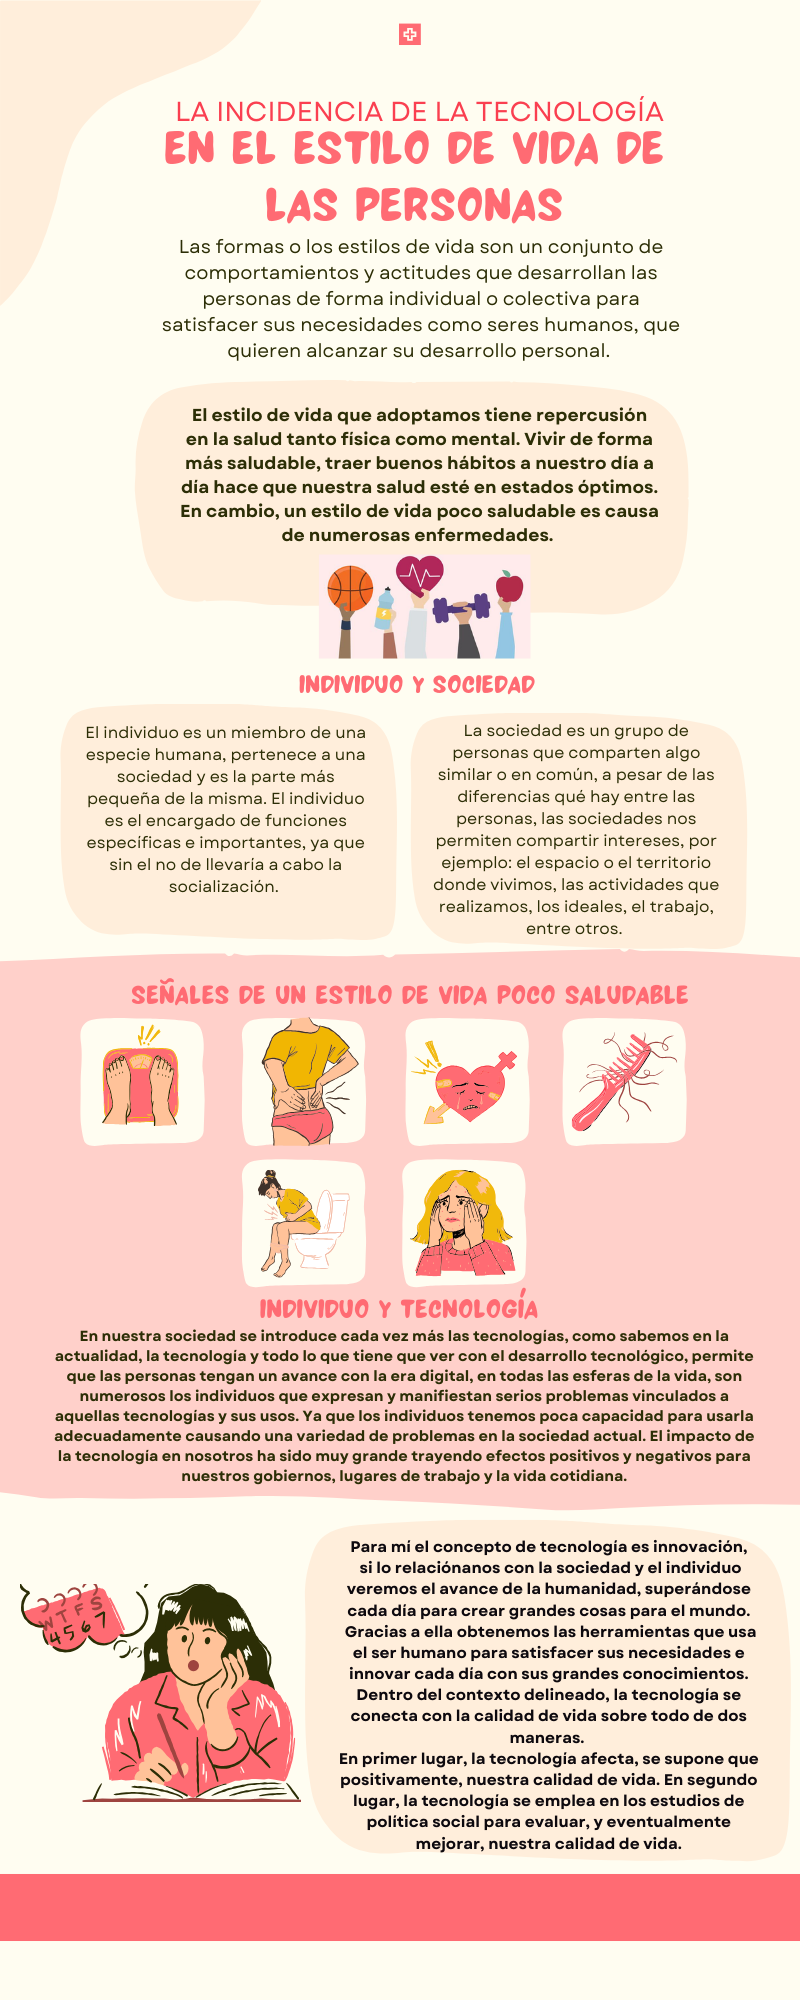 LA INCIDENCIA DE LA TECNOLOGÍA
EN EL ESTILO DE VIDA DE
LAS PERSONAS
Las formas o los estilos de vida son un conjunto de
comportamientos y actitudes que desarrollan las
personas de forma individual o colectiva para
satisfacer sus necesidades como seres humanos, que
quieren alcanzar su desarrollo personal.
El estilo de vida que adoptamos tiene repercusión
en la salud tanto física como mental. Vivir de forma
más saludable, traer buenos hábitos a nuestro día a
día hace que nuestra salud esté en estados óptimos.
En cambio, un estilo de vida poco saludable es causa
de numerosas enfermedades.
INDIVIDUO Y SOCIEDAD
El individuo es un miembro de una
especie humana, pertenece a una
sociedad y es la parte más
pequeña de la misma. El individuo
es el encargado de funciones
específicas e importantes, ya que
sin el no de llevaría a cabo la
socialización.
La sociedad es un grupo de
personas que comparten algo
similar o en común, a pesar de las
diferencias qué hay entre las
personas, las sociedades nos
permiten compartir intereses, por
ejemplo: el espacio o el territorio
donde vivimos, las actividades que
realizamos, los ideales, el trabajo,
entre otros.
SEÑALES DE UN ESTILO DE VIDA POCO SALUDABLE
INDIVIDUO Y TECNOLOGÍA
En nuestra sociedad se introduce cada vez más las tecnologías, como sabemos en la
actualidad, la tecnología y todo lo que tiene que ver con el desarrollo tecnológico, permite
que las personas tengan un avance con la era digital, en todas las esferas de la vida, son
numerosos los individuos que expresan y manifiestan serios problemas vinculados a
aquellas tecnologías y sus usos. Ya que los individuos tenemos poca capacidad para usarla
adecuadamente causando una variedad de problemas en la sociedad actual. El impacto de
la tecnología en nosotros ha sido muy grande trayendo efectos positivos y negativos para
nuestros gobiernos, lugares de trabajo y la vida cotidiana.
W T F S
4 5 6 7
Para mí el concepto de tecnología es innovación,
si lo relaciónanos con la sociedad y el individuo
veremos el avance de la humanidad, superándose
cada día para crear grandes cosas para el mundo.
Gracias a ella obtenemos las herramientas que usa
el ser humano para satisfacer sus necesidades e
innovar cada día con sus grandes conocimientos.
Dentro del contexto delineado, la tecnología se
conecta con la calidad de vida sobre todo de dos
maneras.
En primer lugar, la tecnología afecta, se supone que
positivamente, nuestra calidad de vida. En segundo
lugar, la tecnología se emplea en los estudios de
política social para evaluar, y eventualmente
mejorar, nuestra calidad de vida.